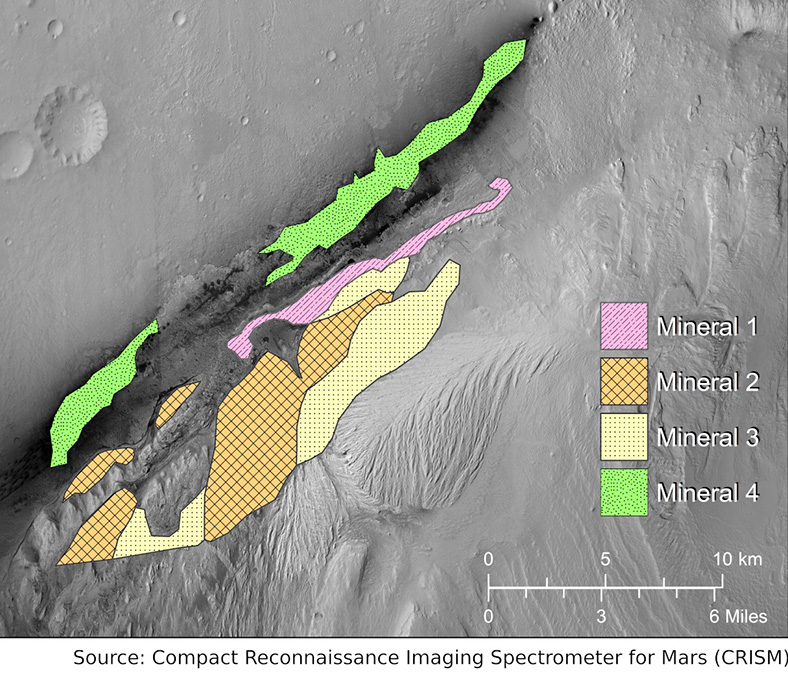 Mineral 1
Mineral 2
Mineral 3
Mineral 4
0 5 10 km
0 3 6 Miles
Source: Compact Reconnaissance Imaging Spectrometer for Mars (CRISM)